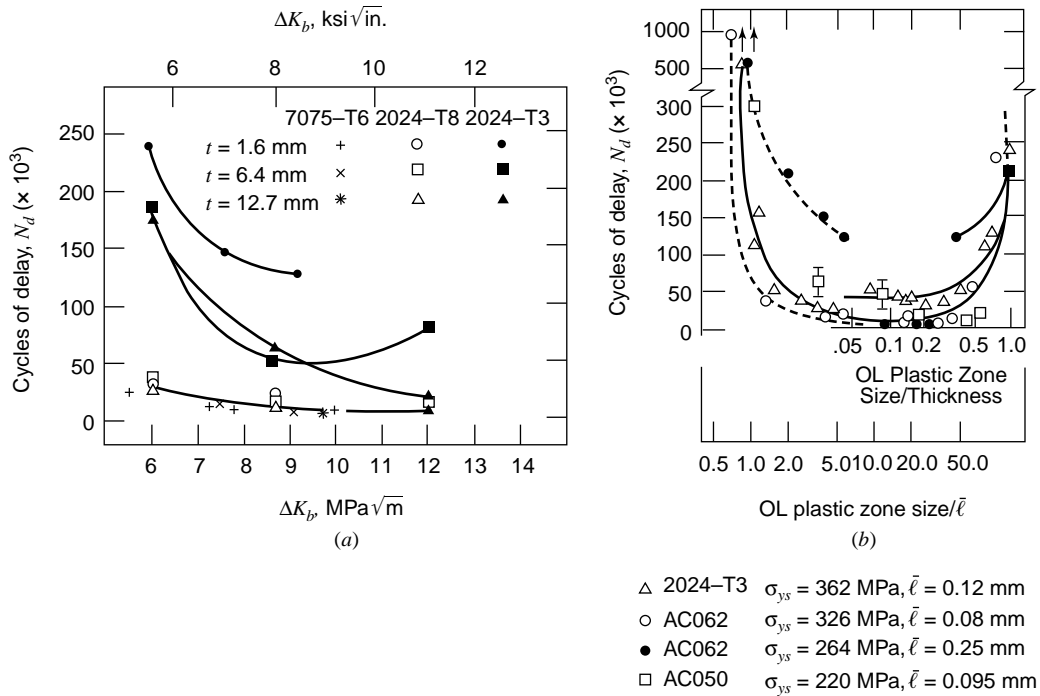 ΔK_b, ksi√in.
6 8 10 12
7075–T6 2024–T8 2024–T3
t = 1.6 mm
t = 6.4 mm
t = 12.7 mm
Cycles of delay, N_d (× 10³)
250
200
150
100
50
0
6 7 8 9 10 11 12 13 14
ΔK_b, MPa√m
(a)
Cycles of delay, N_d (× 10³)
1000
500
300
200
150
100
50
0
.05 0.1 0.2 0.5 1.0
OL Plastic Zone
Size/Thickness
0.5 1.0 2.0 5.0 10.0 20.0 50.0
OL plastic zone size/ℓ̄
(b)
△ 2024–T3 σ_ys = 362 MPa, ℓ̄ = 0.12 mm
○ AC062 σ_ys = 326 MPa, ℓ̄ = 0.08 mm
● AC062 σ_ys = 264 MPa, ℓ̄ = 0.25 mm
□ AC050 σ_ys = 220 MPa, ℓ̄ = 0.095 mm